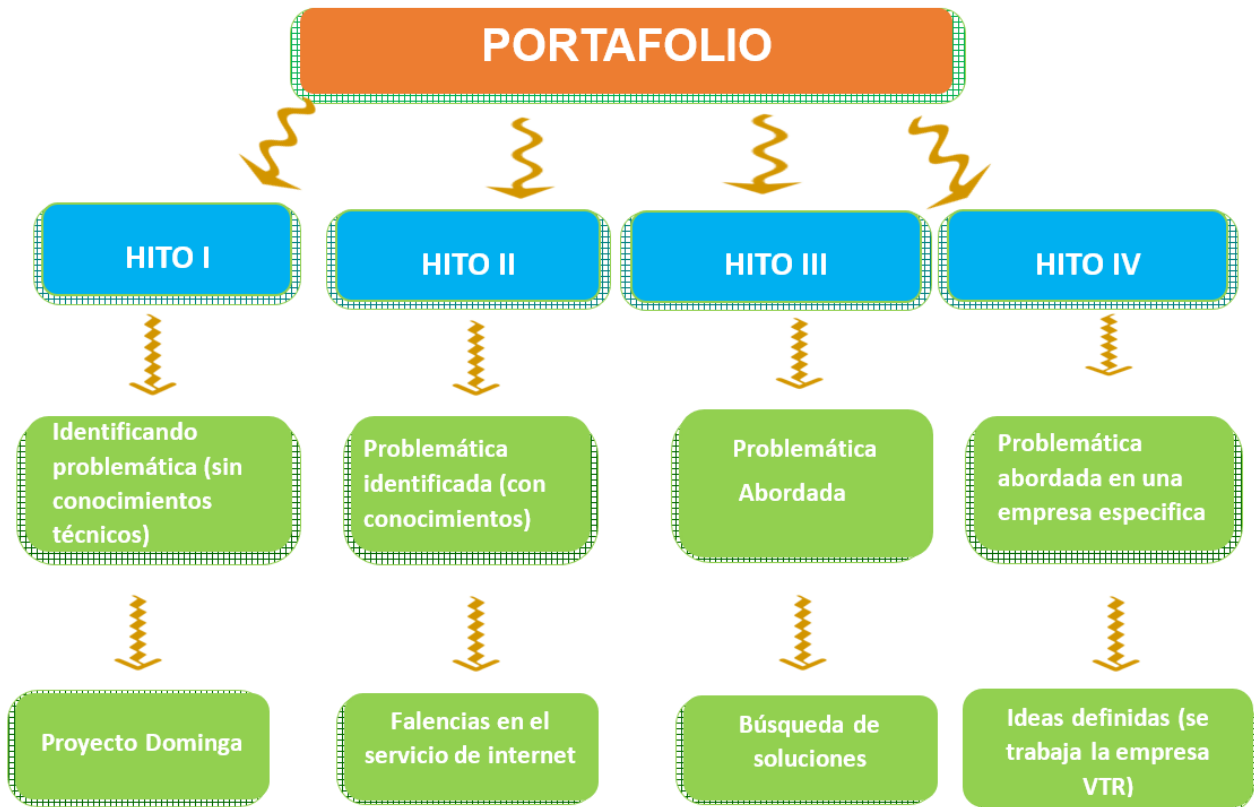 PORTAFOLIO
HITO I
HITO II
HITO III
HITO IV
Identificando
problemática (sin
conocimientos
técnicos)
Problemática
identificada (con
conocimientos)
Problemática
Abordada
Problemática
abordada en una
empresa especifica
Proyecto Dominga
Falencias en el
servicio de internet
Búsqueda de
soluciones
Ideas definidas (se
trabaja la empresa
VTR)